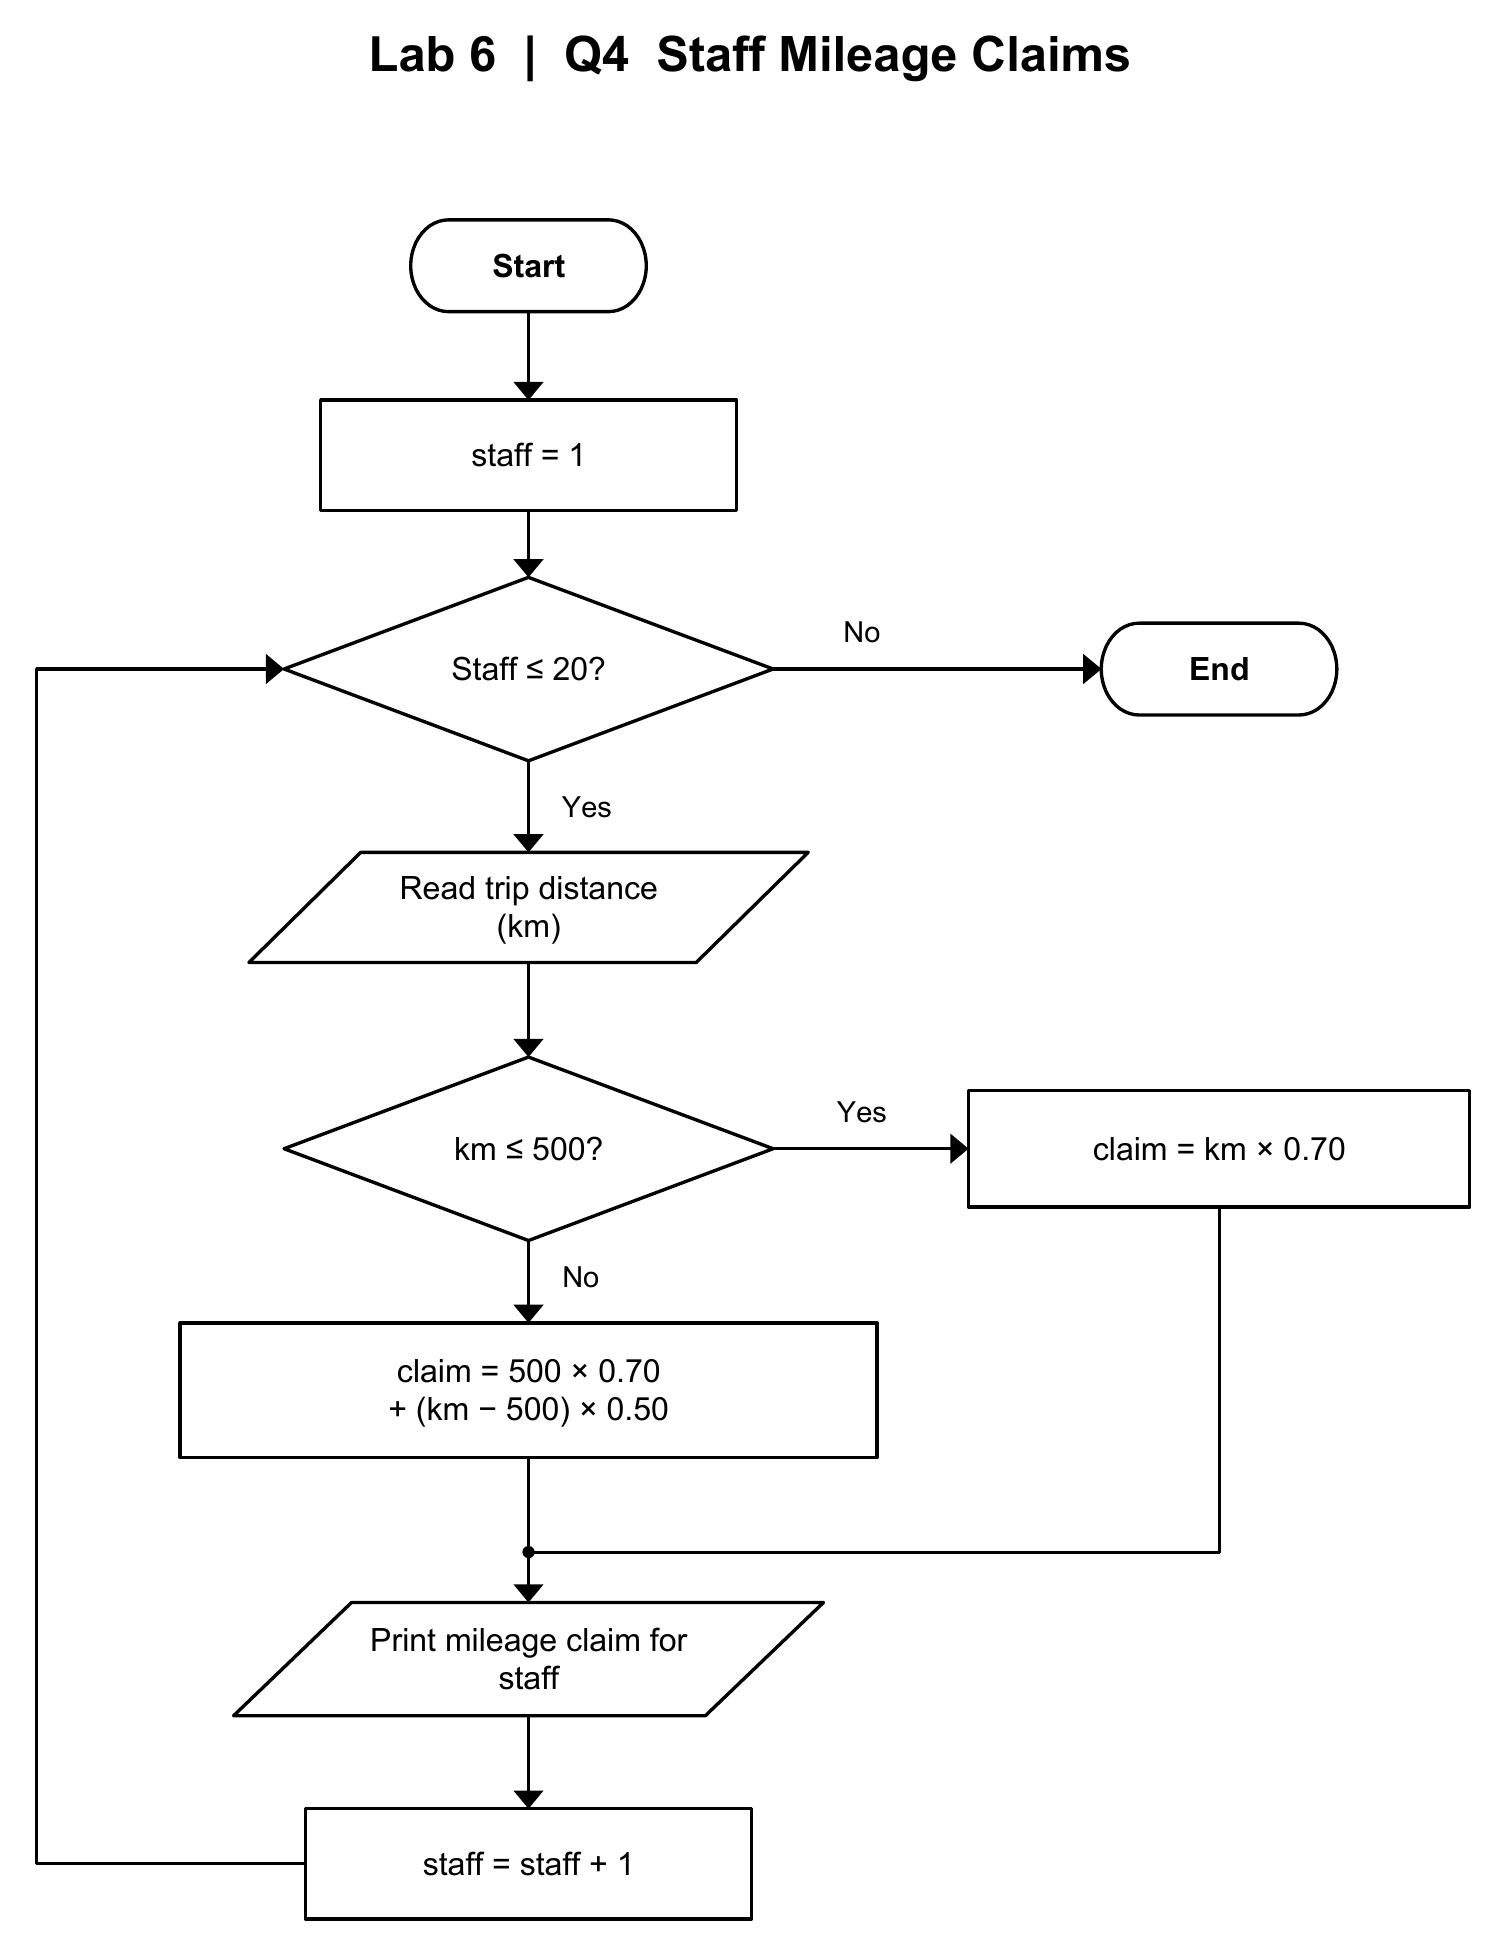 Lab 6 | Q4 Staff Mileage Claims
Start
staff = 1
Staff ≤ 20?
No
End
Yes
Read trip distance
(km)
km ≤ 500?
Yes
claim = km × 0.70
No
claim = 500 × 0.70
+ (km − 500) × 0.50
Print mileage claim for
staff
staff = staff + 1